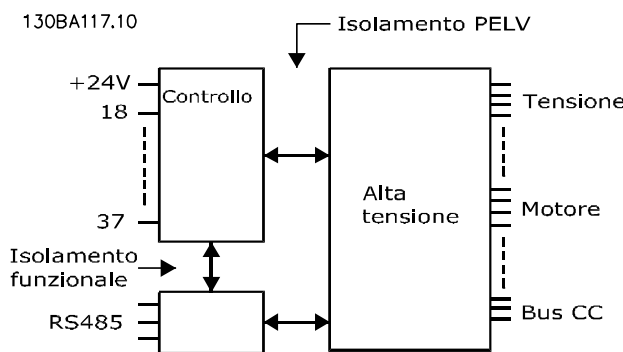 130BA117.10
Isolamento PELV
+24V
Controllo
18
37
Tensione
Alta
tensione
Motore
Isolamento
funzionale
RS485
Bus CC